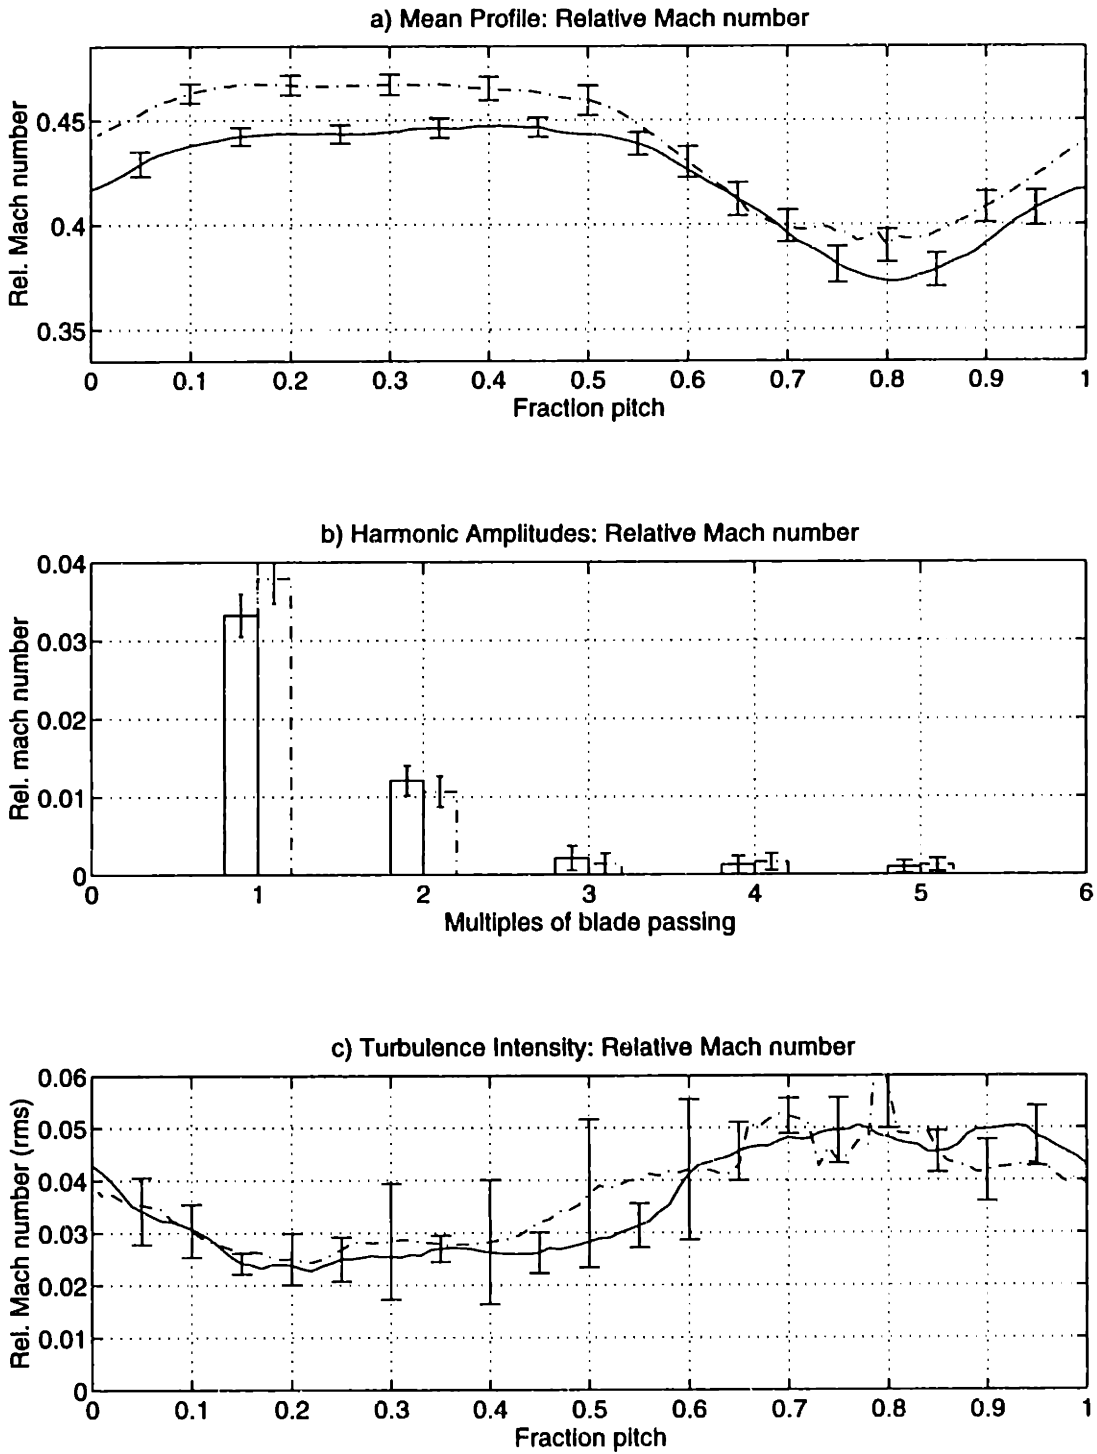 a) Mean Profile: Relative Mach number
Rel. Mach number
0.45
0.4
0.35
0 0.1 0.2 0.3 0.4 0.5 0.6 0.7 0.8 0.9 1
Fraction pitch
b) Harmonic Amplitudes: Relative Mach number
Rel. mach number
0.04
0.03
0.02
0.01
0
0 1 2 3 4 5 6
Multiples of blade passing
c) Turbulence Intensity: Relative Mach number
Rel. Mach number (rms)
0.06
0.05
0.04
0.03
0.02
0.01
0
0 0.1 0.2 0.3 0.4 0.5 0.6 0.7 0.8 0.9 1
Fraction pitch